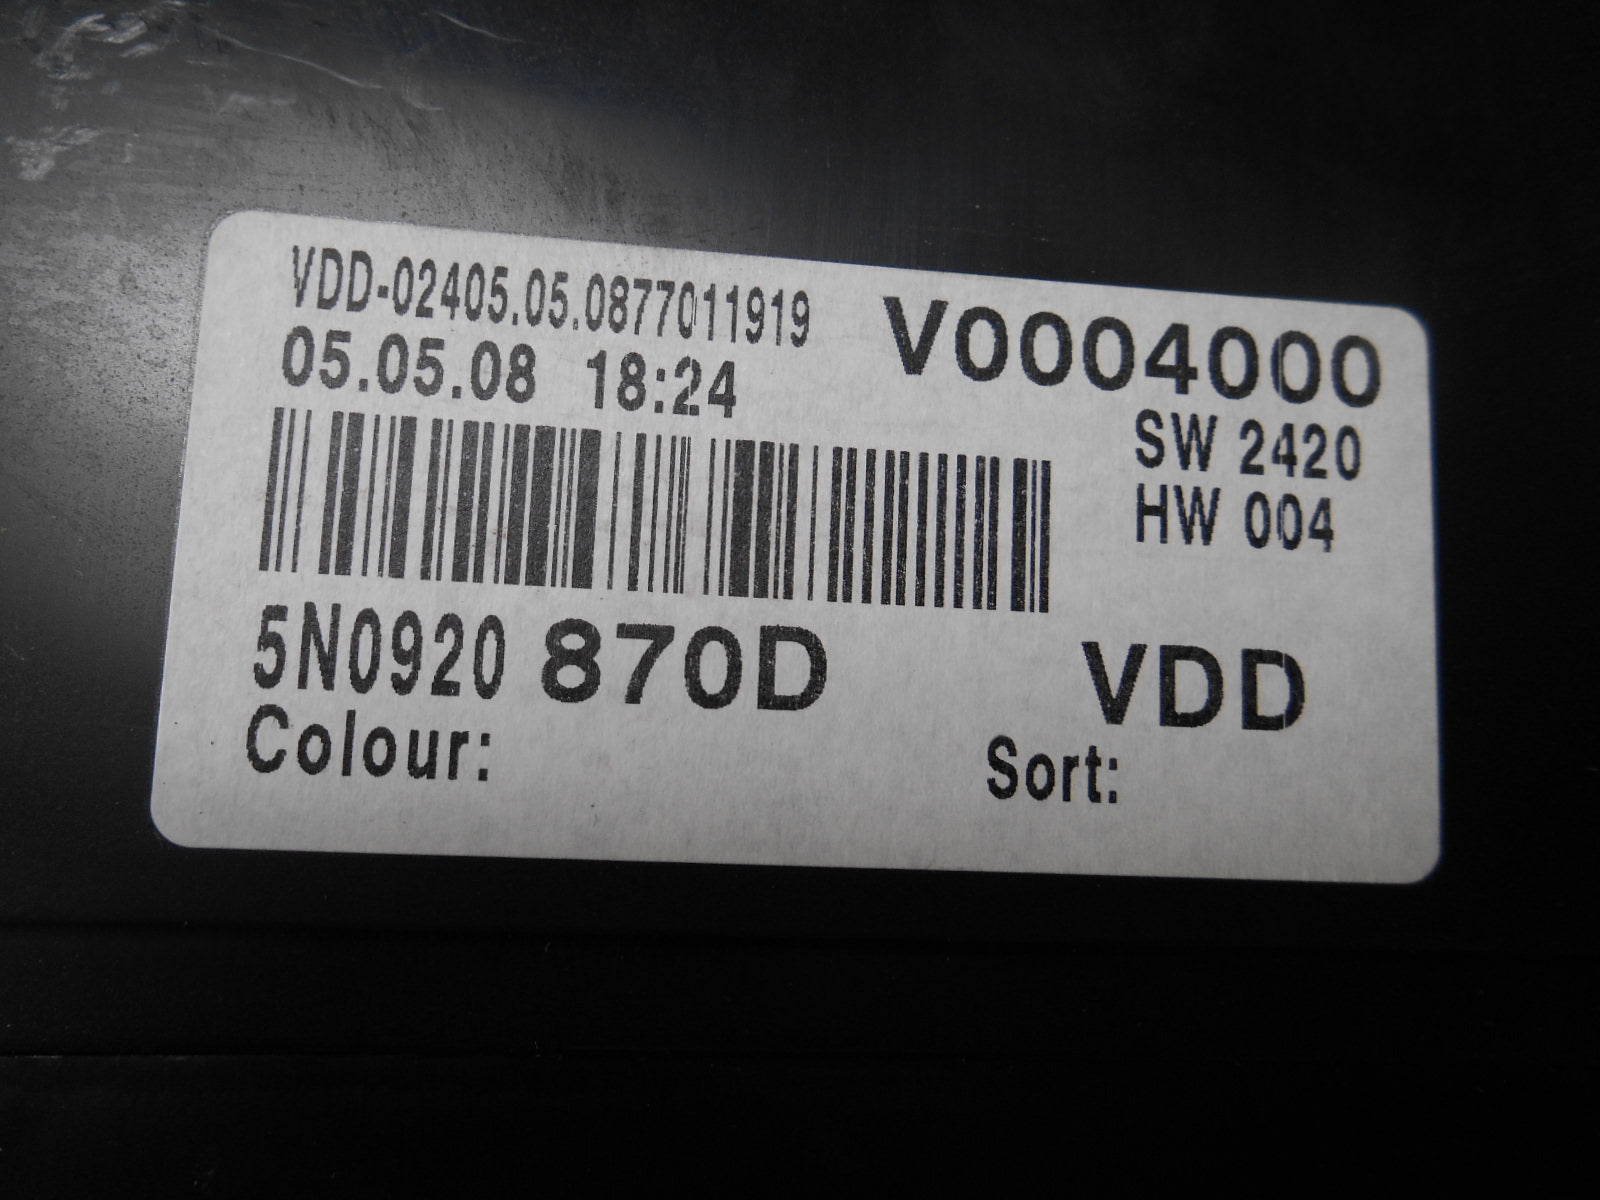 VDD-02405.05.0877011919
V0004000
05.05.08 18:24
SW 2420
HW 004
5N0920 870D
VDD
Colour:
Sort: